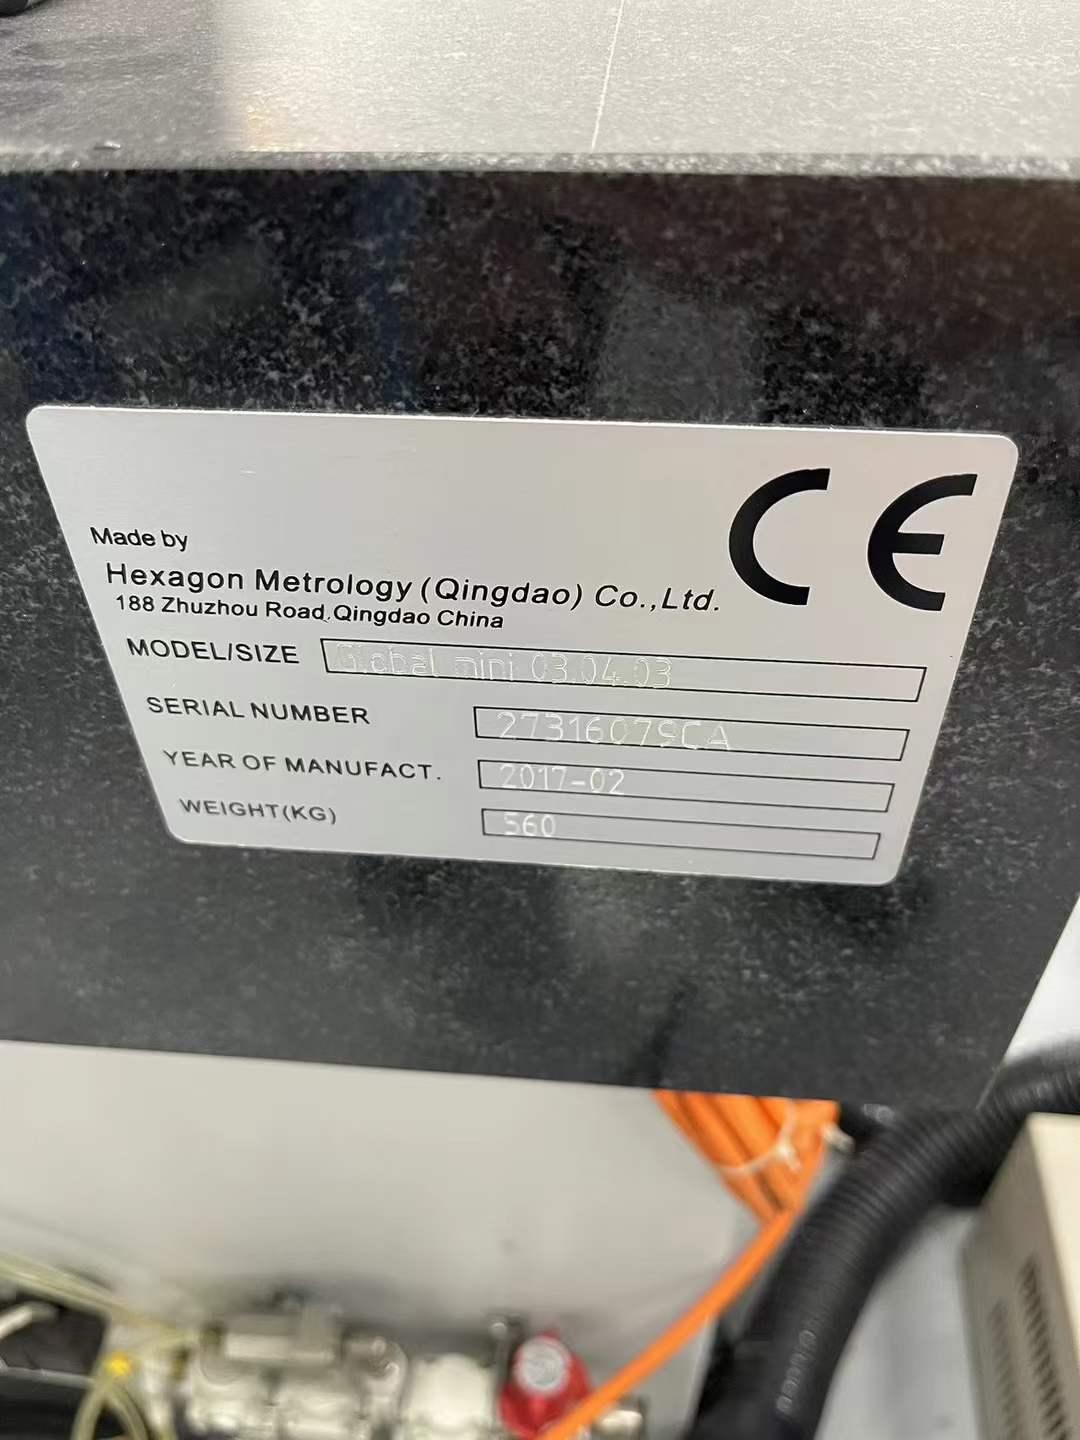 CE
Made by
Hexagon Metrology (Qingdao) Co.,Ltd.
188 Zhuzhou Road,Qingdao China
MODEL/SIZE Global mini 03.04.03
SERIAL NUMBER 27316079CA
YEAR OF MANUFACT. 2017-02
WEIGHT(KG) 560